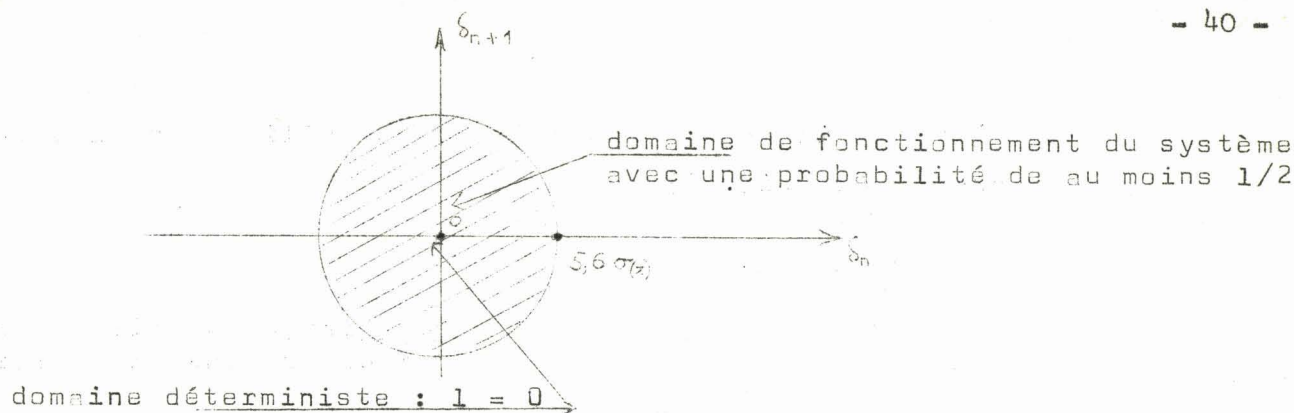 - 40 -
δn+1
domaine de fonctionnement du système
avec une probabilité de au moins 1/2
0
5,6 σ(z)
δn
domaine déterministe : l = 0